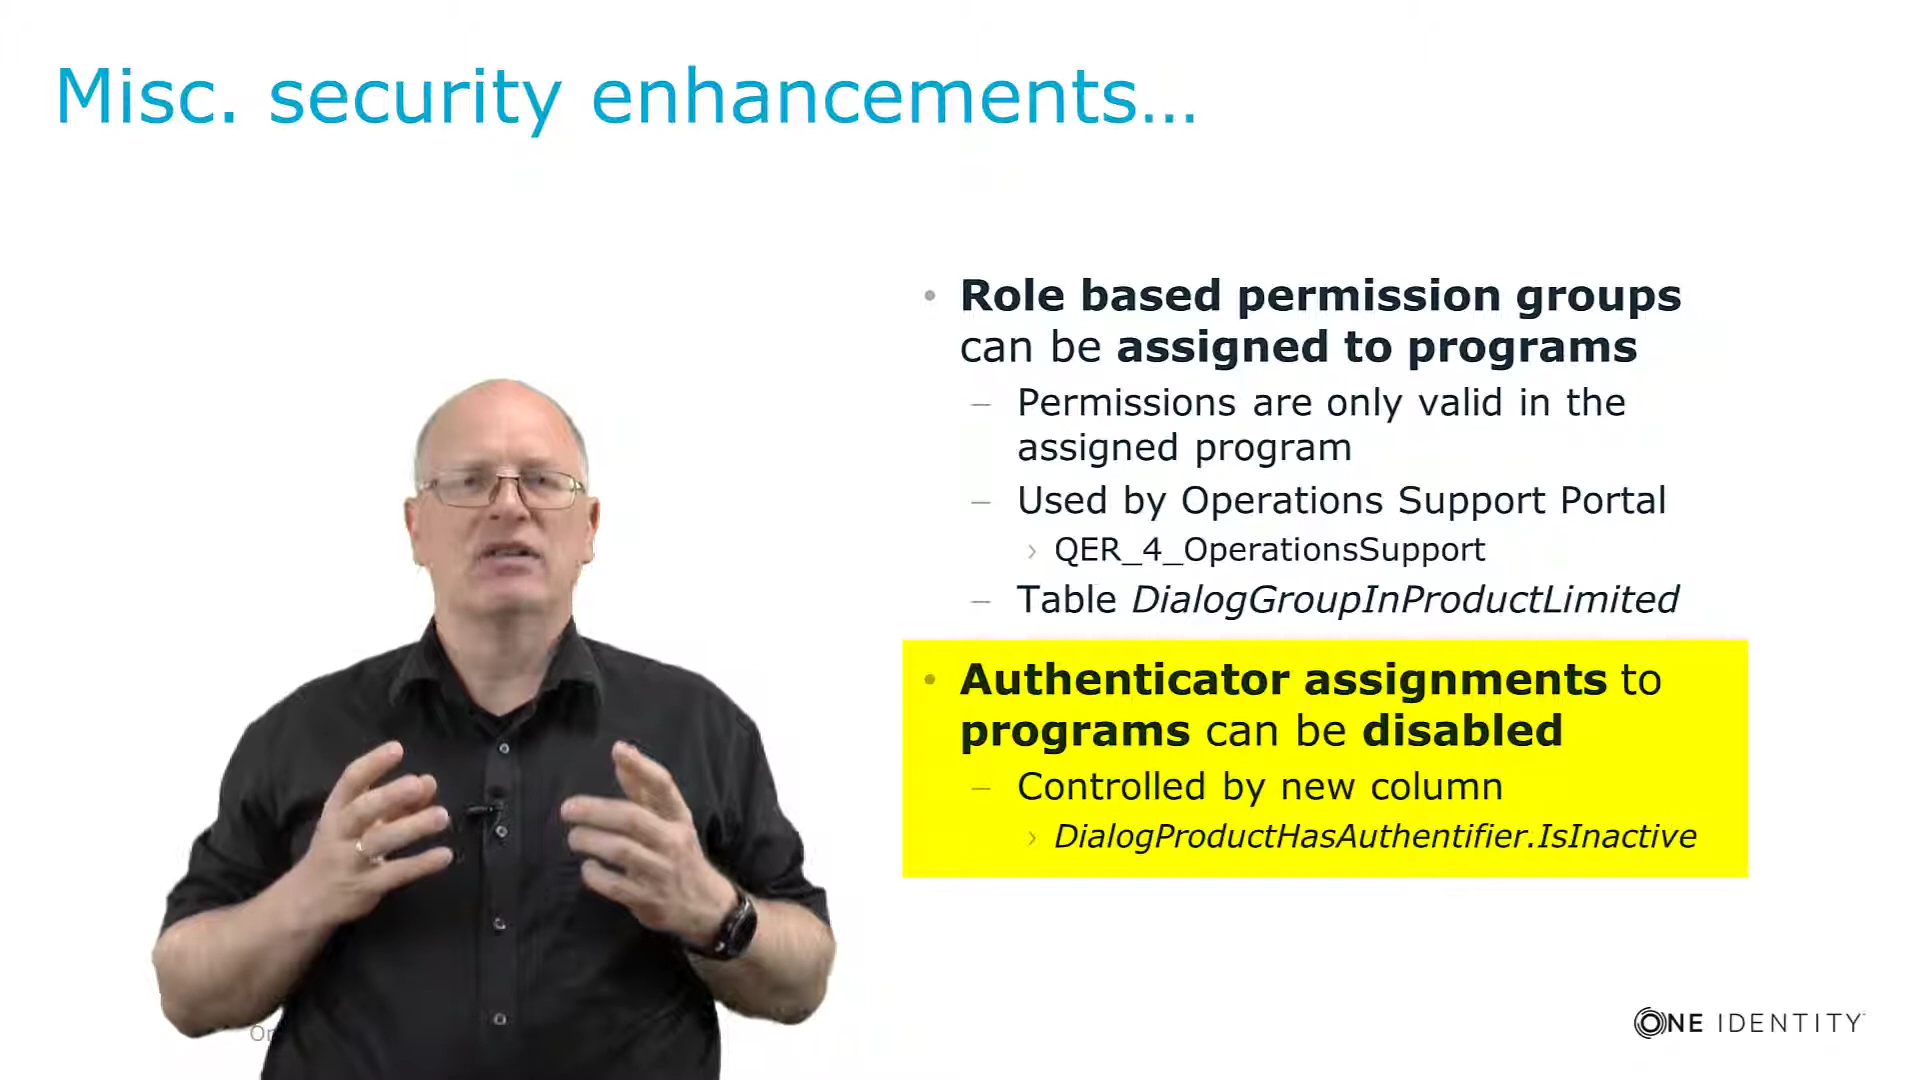 Misc. security enhancements…
• Role based permission groups
can be assigned to programs
– Permissions are only valid in the
assigned program
– Used by Operations Support Portal
› QER_4_OperationsSupport
– Table DialogGroupInProductLimited
• Authenticator assignments to
programs can be disabled
– Controlled by new column
› DialogProductHasAuthentifier.IsInactive
ONE IDENTITY